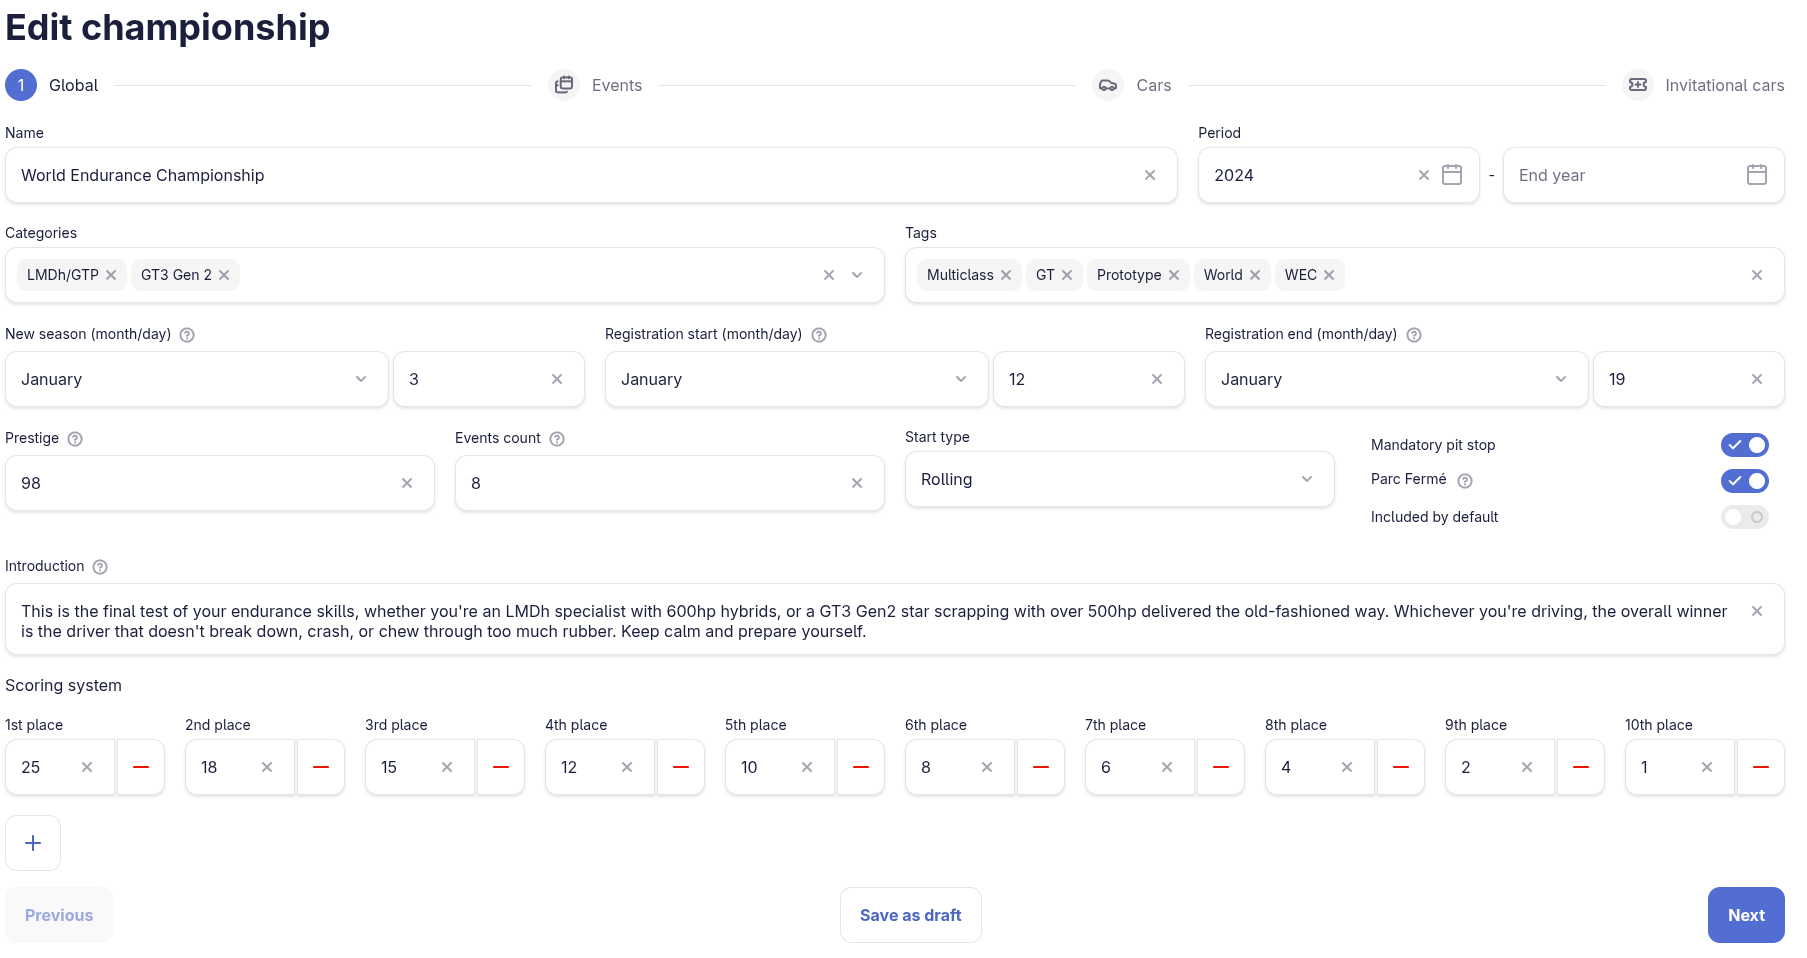 Edit championship
1 Global Events Cars Invitational cars
Name Period
World Endurance Championship 2024 - End year
Categories Tags
LMDh/GTP GT3 Gen 2 Multiclass GT Prototype World WEC
New season (month/day) Registration start (month/day) Registration end (month/day)
January 3 January 12 January 19
Prestige Events count Start type Mandatory pit stop
98 8 Rolling Parc Fermé
Included by default
Introduction
This is the final test of your endurance skills, whether you're an LMDh specialist with 600hp hybrids, or a GT3 Gen2 star scrapping with over 500hp delivered the old-fashioned way. Whichever you're driving, the overall winner
is the driver that doesn't break down, crash, or chew through too much rubber. Keep calm and prepare yourself.
Scoring system
1st place 2nd place 3rd place 4th place 5th place 6th place 7th place 8th place 9th place 10th place
25 18 15 12 10 8 6 4 2 1
Previous Save as draft Next